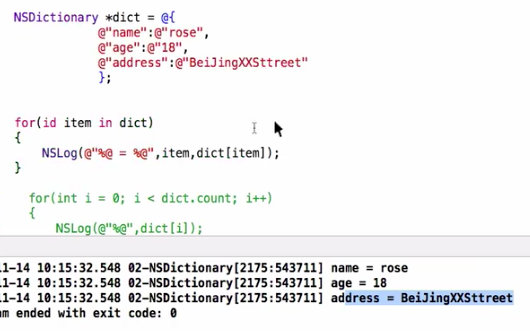 NSDictionary *dict = @{
@"name":@"rose",
@"age":@"18",
@"address":@"BeiJingXXSttreet"
};
for(id item in dict)
{
NSLog(@"%@ = %@",item,dict[item]);
}
for(int i = 0; i < dict.count; i++)
{
NSLog(@"%@",dict[i]);
11-14 10:15:32.548 02-NSDictionary[2175:543711] name = rose
11-14 10:15:32.548 02-NSDictionary[2175:543711] age = 18
11-14 10:15:32.548 02-NSDictionary[2175:543711] address = BeiJingXXSttreet
am ended with exit code: 0